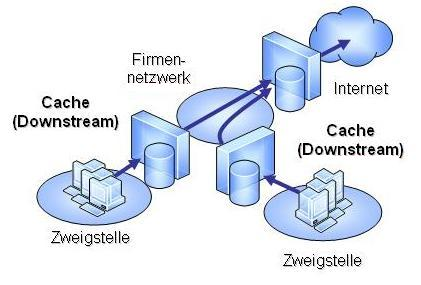 Firmen-
netzwerk
Internet
Cache
(Downstream)
Cache
(Downstream)
Zweigstelle
Zweigstelle